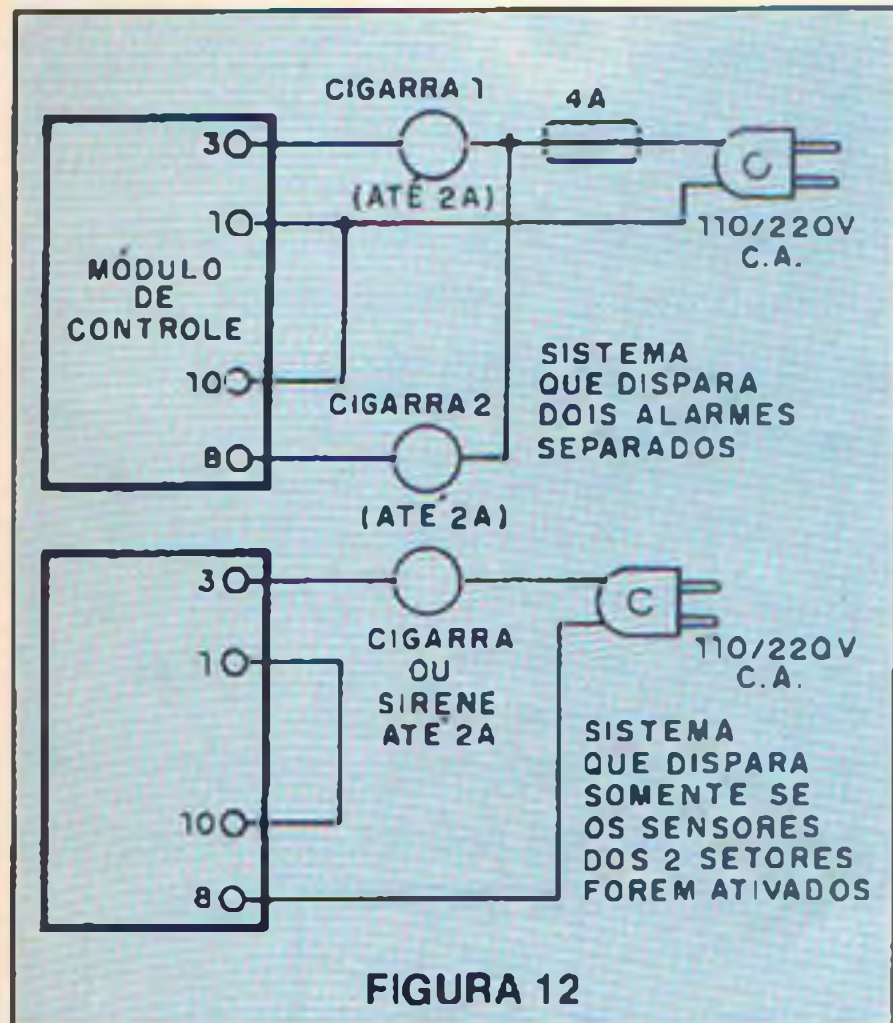 CIGARRA 1
4A
3
(ATÉ 2A)
1
C
110/220V
C.A.
MÓDULO
DE
CONTROLE
10
CIGARRA 2
SISTEMA
QUE DISPARA
DOIS ALARMES
SEPARADOS
8
(ATÉ 2A)
3
C
CIGARRA
OU
SIRENE
ATÉ 2A
1
110/220V
C.A.
SISTEMA
QUE DISPARA
SOMENTE SE
OS SENSORES
DOS 2 SETORES
FOREM ATIVADOS
10
8
FIGURA 12